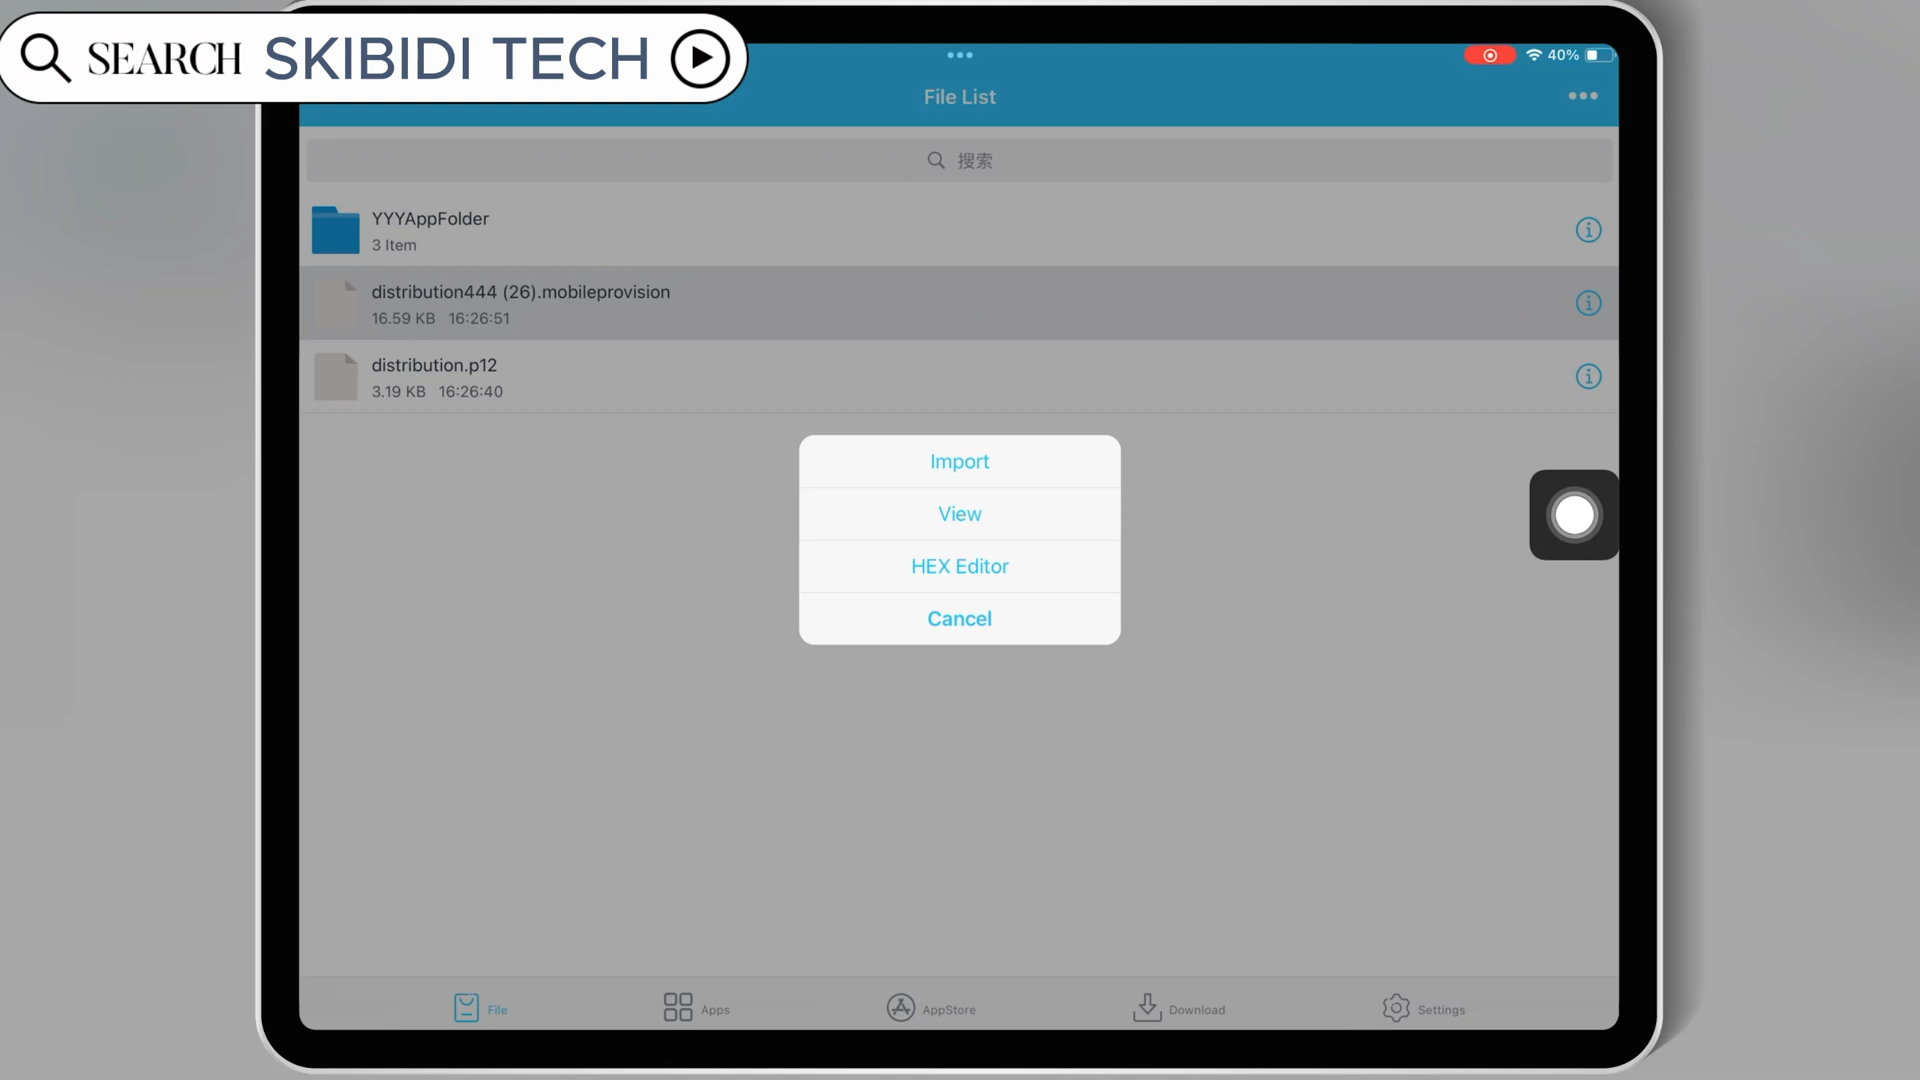 SEARCH SKIBIDI TECH
40%
File List
搜索
YYYAppFolder
3 Item
distribution444 (26).mobileprovision
16.59 KB 16:26:51
distribution.p12
3.19 KB 16:26:40
Import
View
HEX Editor
Cancel
File Apps AppStore Download Settings